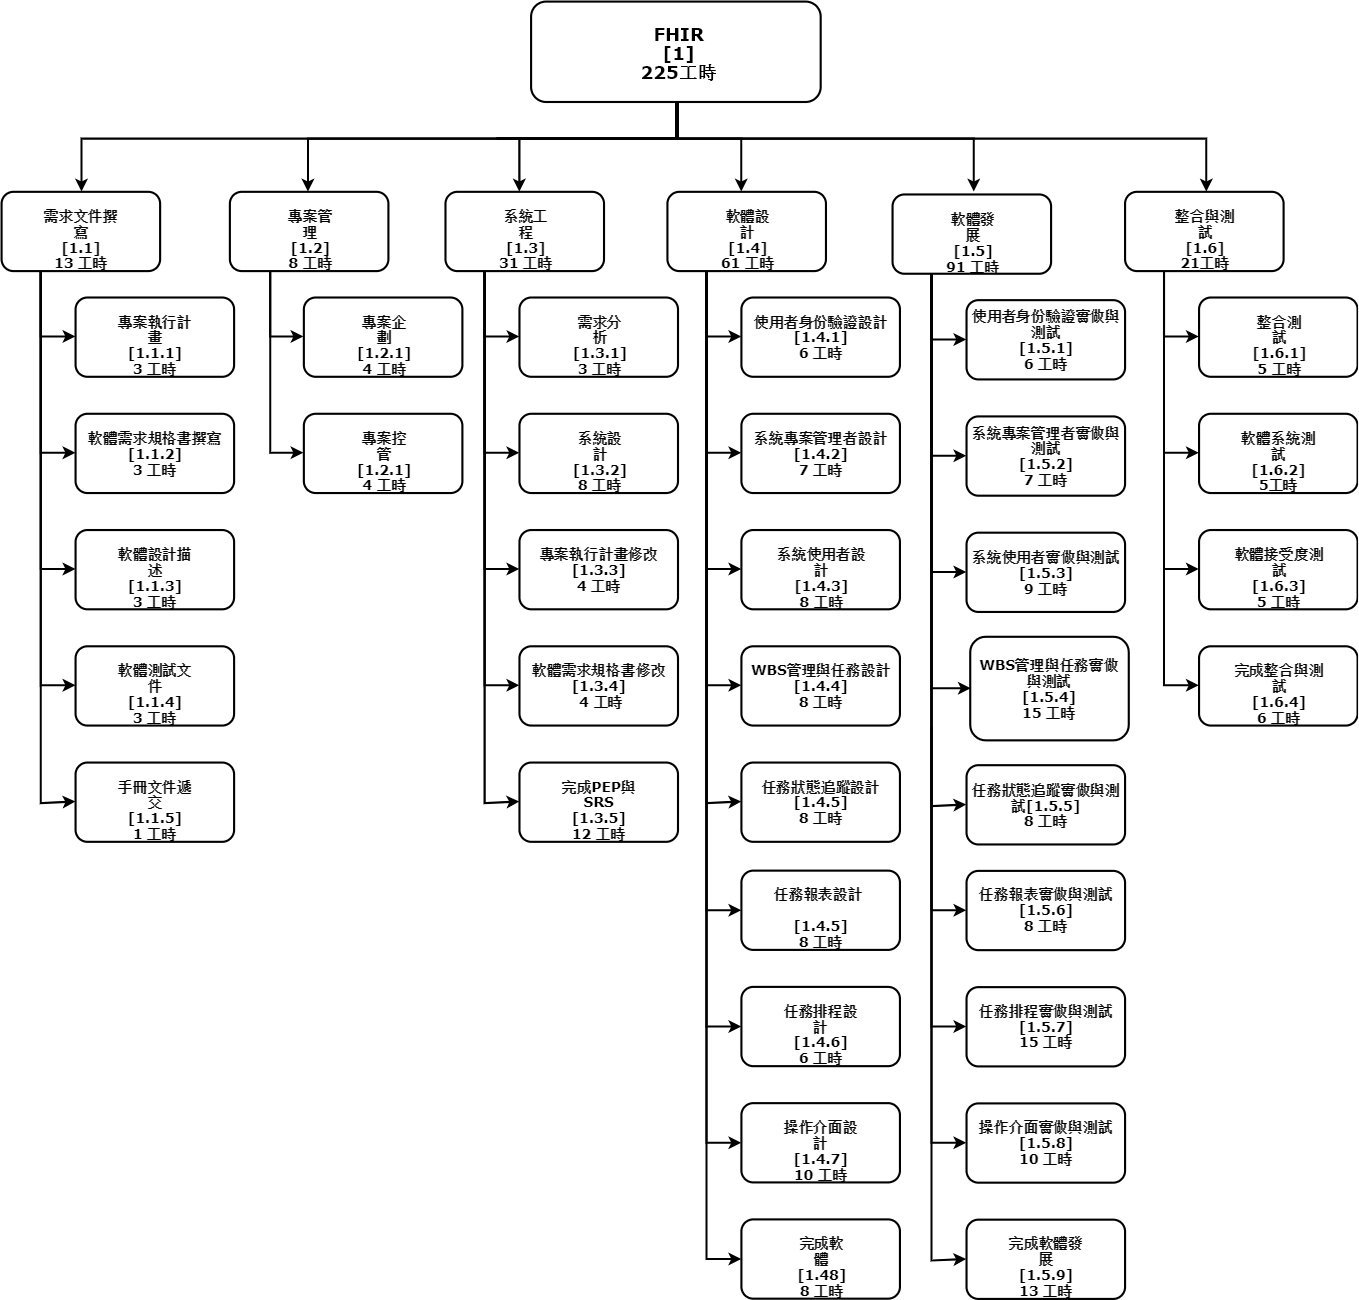 FHIR
[1]
225工時
需求文件撰
寫
[1.1]
13 工時
專案執行計
畫
[1.1.1]
3 工時
軟體需求規格書撰寫
[1.1.2]
3 工時
軟體設計描
述
[1.1.3]
3 工時
軟體測試文
件
[1.1.4]
3 工時
手冊文件遞
交
[1.1.5]
1 工時
專案管
理
[1.2]
8 工時
專案企
劃
[1.2.1]
4 工時
專案控
管
[1.2.1]
4 工時
系統工
程
[1.3]
31 工時
需求分
析
[1.3.1]
3 工時
系統設
計
[1.3.2]
8 工時
專案執行計畫修改
[1.3.3]
4 工時
軟體需求規格書修改
[1.3.4]
4 工時
完成PEP與
SRS
[1.3.5]
12 工時
軟體設
計
[1.4]
61 工時
使用者身份驗證設計
[1.4.1]
6 工時
系統專案管理者設計
[1.4.2]
7 工時
系統使用者設
計
[1.4.3]
8 工時
WBS管理與任務設計
[1.4.4]
8 工時
任務狀態追蹤設計
[1.4.5]
8 工時
任務報表設計
[1.4.5]
8 工時
任務排程設
計
[1.4.6]
6 工時
操作介面設
計
[1.4.7]
10 工時
完成軟
體
[1.48]
8 工時
軟體發
展
[1.5]
91 工時
使用者身份驗證實做與
測試
[1.5.1]
6 工時
系統專案管理者實做與
測試
[1.5.2]
7 工時
系統使用者實做與測試
[1.5.3]
9 工時
WBS管理與任務實做
與測試
[1.5.4]
15 工時
任務狀態追蹤實做與測
試[1.5.5]
8 工時
任務報表實做與測試
[1.5.6]
8 工時
任務排程實做與測試
[1.5.7]
15 工時
操作介面實做與測試
[1.5.8]
10 工時
完成軟體發
展
[1.5.9]
13 工時
整合與測
試
[1.6]
21工時
整合測
試
[1.6.1]
5 工時
軟體系統測
試
[1.6.2]
5工時
軟體接受度測
試
[1.6.3]
5 工時
完成整合與測
試
[1.6.4]
6 工時